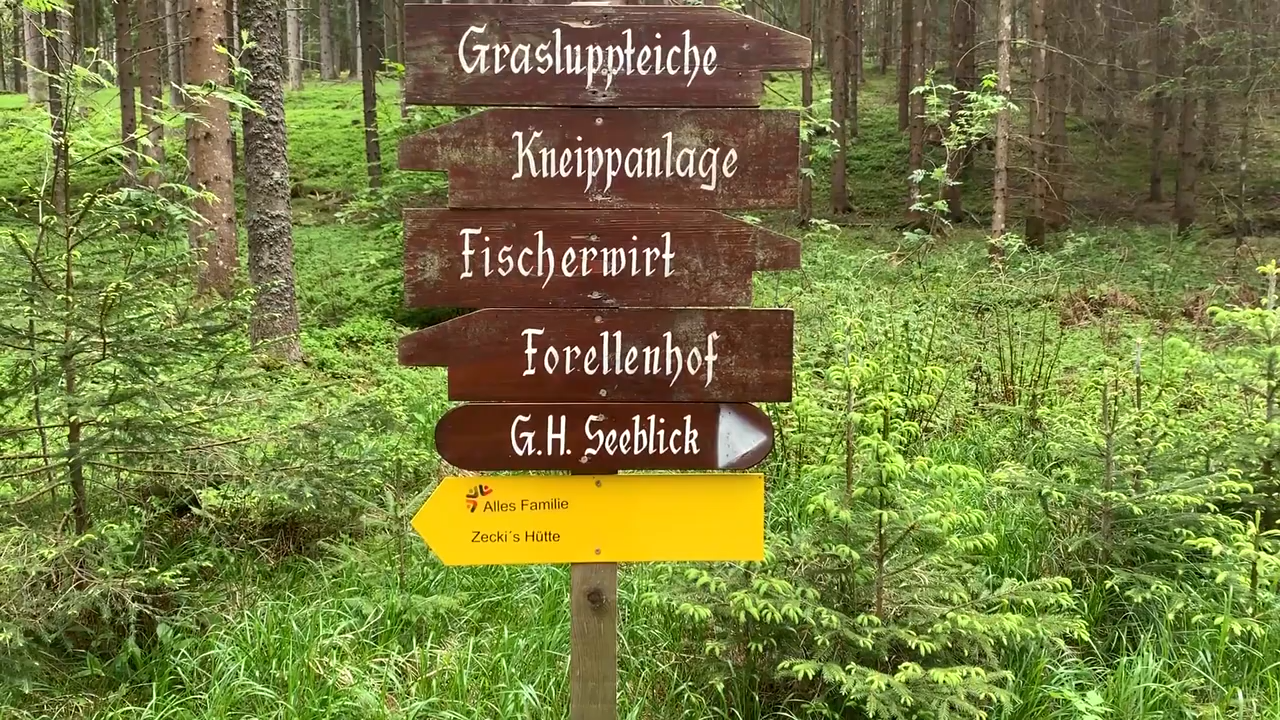 Grasluppteiche
Kneippanlage
Fischerwirt
Forellenhof
G.H. Seeblick
Alles Familie
Zecki´s Hütte